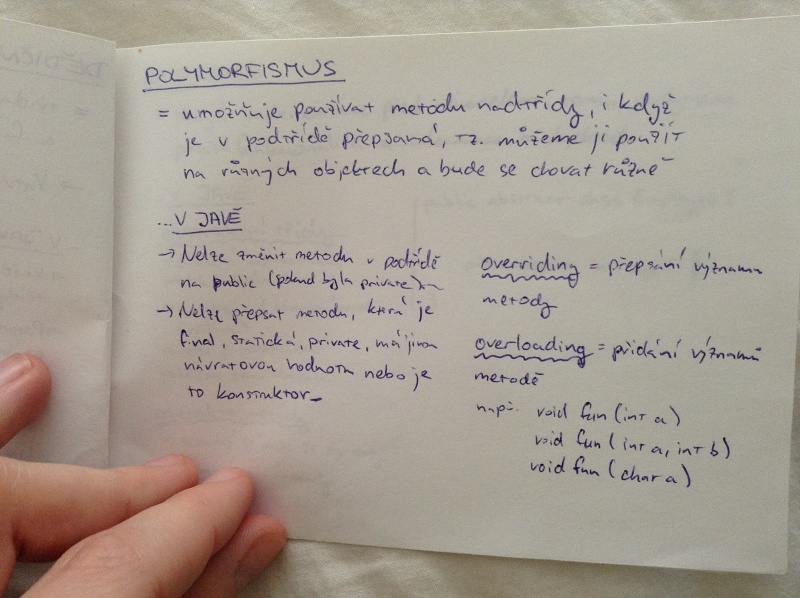 POLYMORFISMUS
= umožňuje používat metodu nadtřídy, i když
je v podtřídě přepsaná, tz. můžeme ji použít
na různých objektech a bude se chovat různě
...V JAVĚ
→ Nelze změnit metodu v podtřídě
na public (pokud byla private)
→ Nelze přepsat metodu, která je
final, statická, private, má jinou
návratovou hodnotu nebo je
to konstruktor
overriding = přepsání významu
metody
overloading = přidání významů
metodě
např. void fun (int a)
void fun (int a, int b)
void fun (char a)